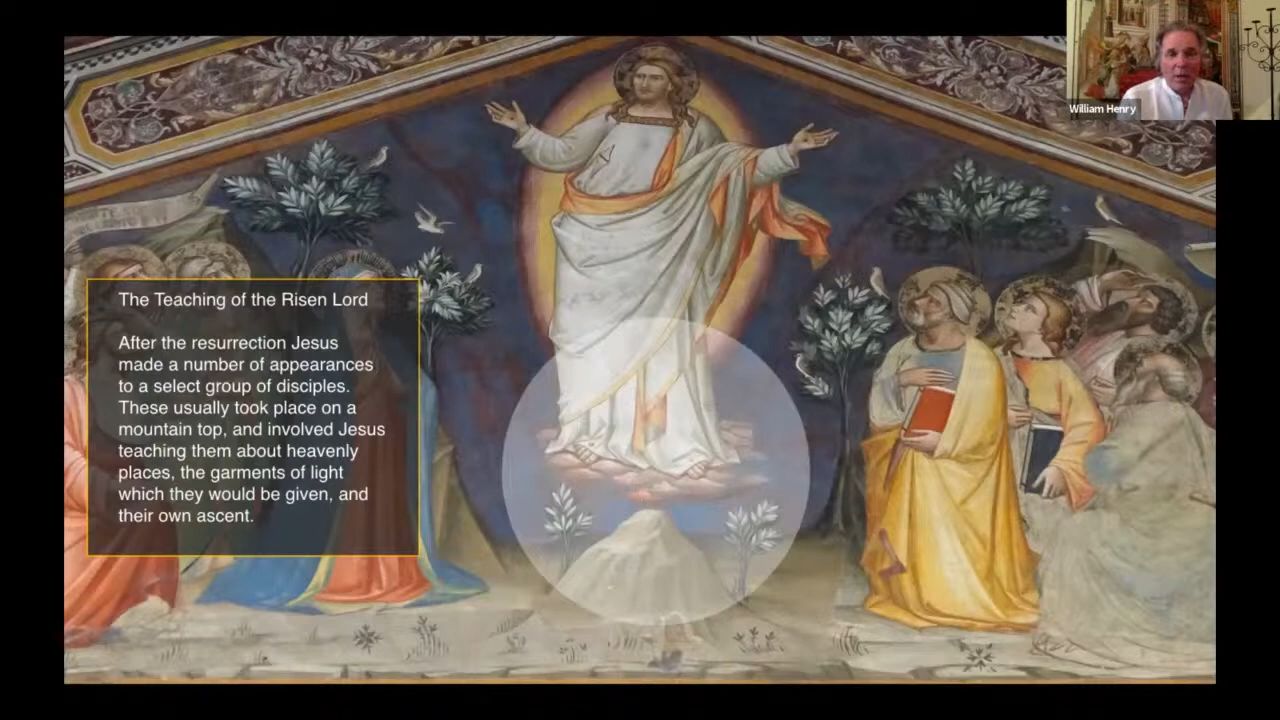 William Henry
The Teaching of the Risen Lord
After the resurrection Jesus
made a number of appearances
to a select group of disciples.
These usually took place on a
mountain top, and involved Jesus
teaching them about heavenly
places, the garments of light
which they would be given, and
their own ascent.